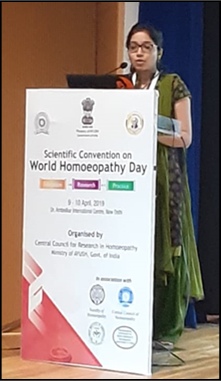 Scientific Convention on
World Homoeopathy Day
Research Practice
9 - 10 April, 2019
Dr. Ambedkar International Centre, New Delhi
Organised by
Central Council for Research in Homoeopathy
Ministry of AYUSH, Govt. of India
In association with